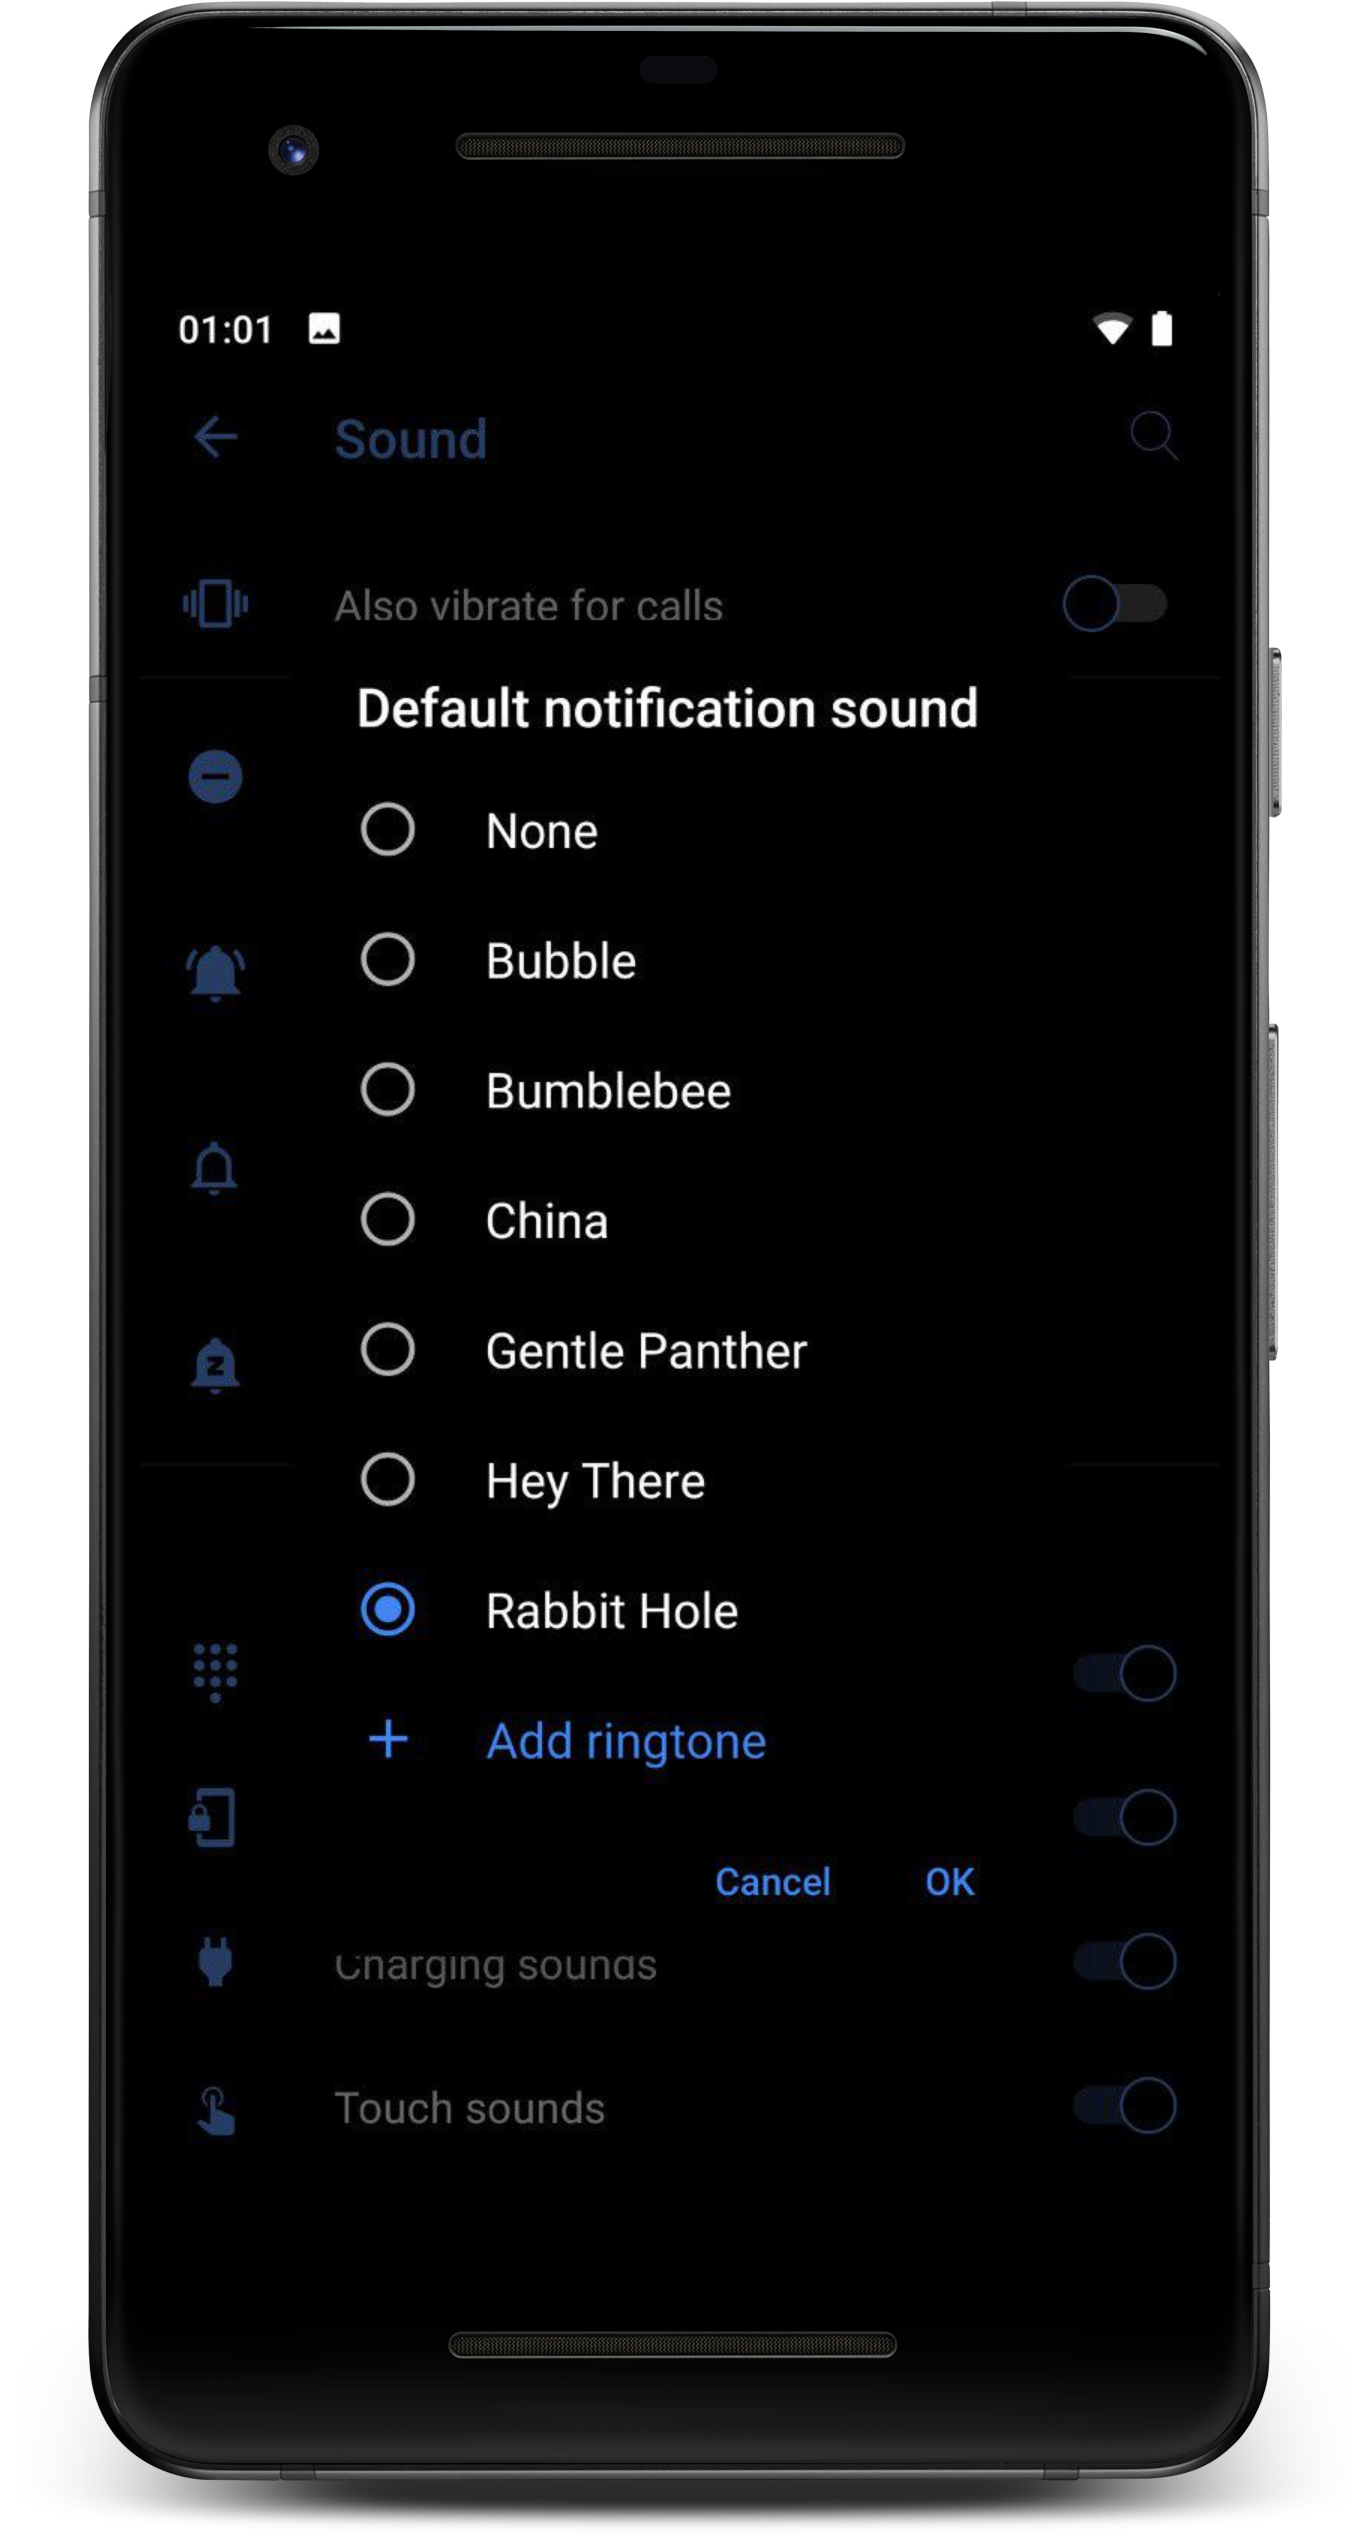 01:01
Sound
Also vibrate for calls
Default notification sound
None
Bubble
Bumblebee
China
Gentle Panther
Hey There
Rabbit Hole
Add ringtone
Cancel OK
Charging sounds
Touch sounds